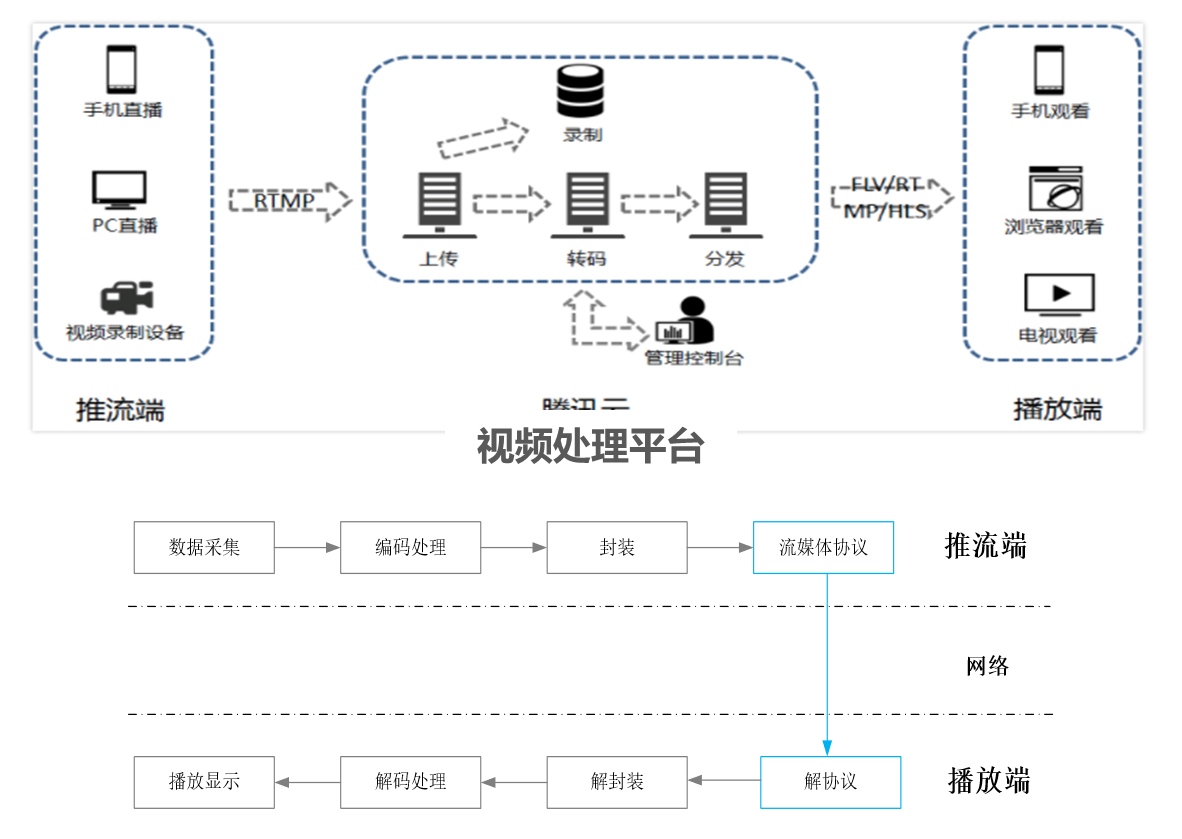 手机直播
PC直播
视频录制设备
推流端
RTMP
录制
上传
转码
分发
管理控制台
腾讯云
视频处理平台
FLV/RT
MP/HLS
手机观看
浏览器观看
电视观看
播放端
数据采集
编码处理
封装
流媒体协议
推流端
网络
播放显示
解码处理
解封装
解协议
播放端